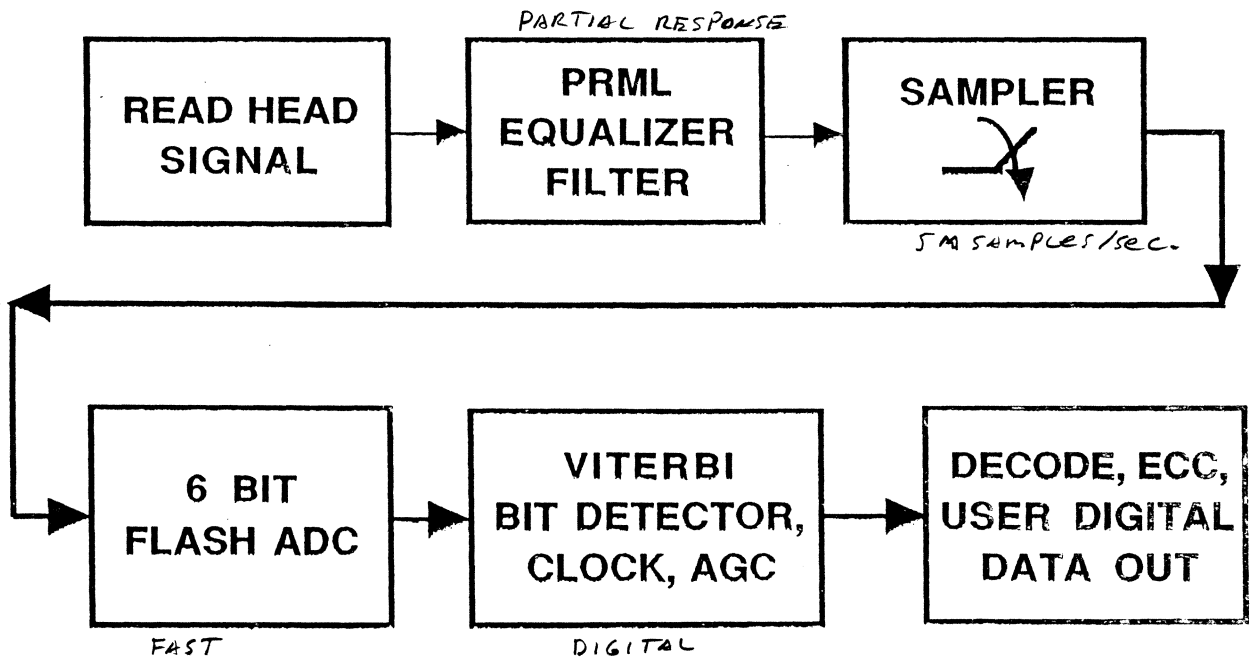 PARTIAL RESPONSE
READ HEAD
SIGNAL
PRML
EQUALIZER
FILTER
SAMPLER
5M SAMPLES/SEC.
6 BIT
FLASH ADC
FAST
VITERBI
BIT DETECTOR,
CLOCK, AGC
DIGITAL
DECODE, ECC,
USER DIGITAL
DATA OUT